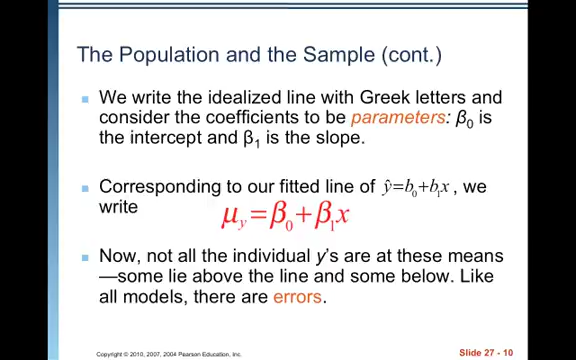 The Population and the Sample (cont.)
We write the idealized line with Greek letters and
consider the coefficients to be parameters: β₀ is
the intercept and β₁ is the slope.
Corresponding to our fitted line of ŷ=b₀+b₁x, we
write
μᵧ=β₀+β₁x
Now, not all the individual y's are at these means
—some lie above the line and some below. Like
all models, there are errors.
Copyright © 2010, 2007, 2004 Pearson Education, Inc.
Slide 27 - 10